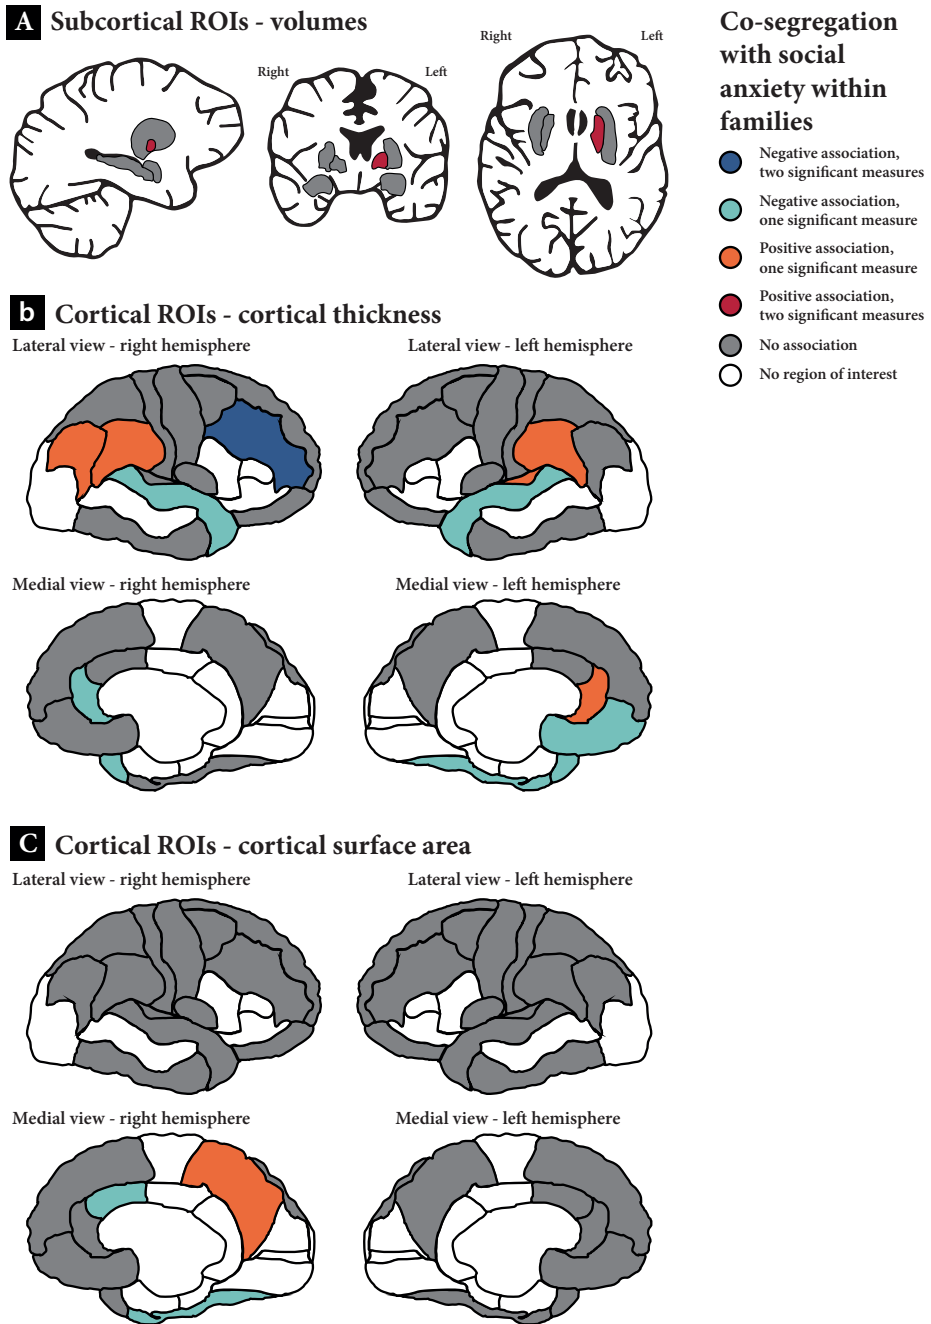 A Subcortical ROIs - volumes
Right
Left
Right
Left
Co-segregation
with social
anxiety within
families
Negative association,
two significant measures
Negative association,
one significant measure
Positive association,
one significant measure
Positive association,
two significant measures
No association
No region of interest
b Cortical ROIs - cortical thickness
Lateral view - right hemisphere
Lateral view - left hemisphere
Medial view - right hemisphere
Medial view - left hemisphere
C Cortical ROIs - cortical surface area
Lateral view - right hemisphere
Lateral view - left hemisphere
Medial view - right hemisphere
Medial view - left hemisphere